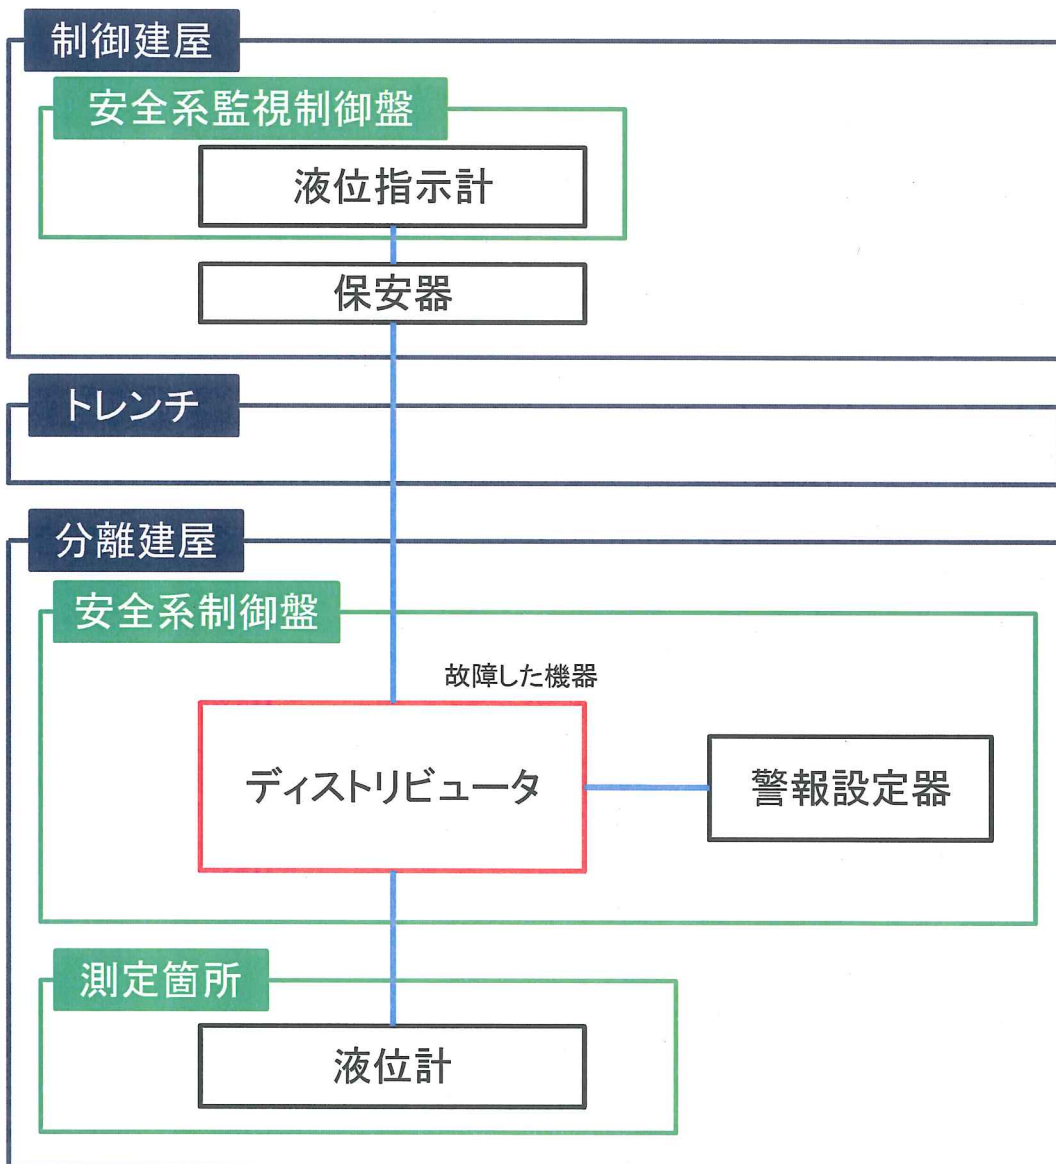 制御建屋
安全系監視制御盤
液位指示計
保安器
トレンチ
分離建屋
安全系制御盤
故障した機器
ディストリビュータ
警報設定器
測定箇所
液位計